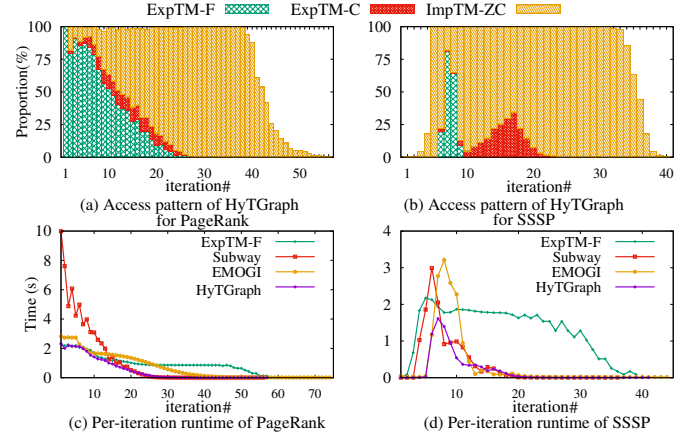 ExpTM-F ExpTM-C ImpTM-ZC
Proportion(%)
100
75
50
25
0
1 10 20 30 40 50
iteration#
(a) Access pattern of HyTGraph
for PageRank
100
75
50
25
0
1 10 20 30 40
iteration#
(b) Access pattern of HyTGraph
for SSSP
Time (s)
10
8
6
4
2
0
ExpTM-F
Subway
EMOGI
HyTGraph
10 20 30 40 50 60 70
iteration#
(c) Per-iteration runtime of PageRank
4
3
2
1
0
ExpTM-F
Subway
EMOGI
HyTGraph
10 20 30 40
iteration#
(d) Per-iteration runtime of SSSP